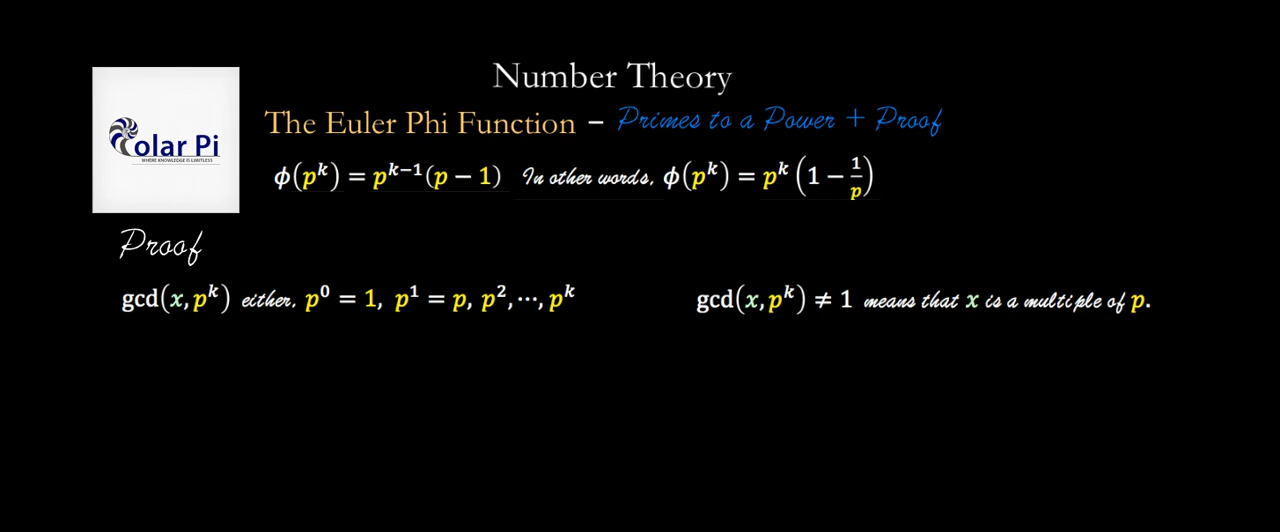 Number Theory
The Euler Phi Function – Primes to a Power + Proof
olar Pi
WHERE KNOWLEDGE IS LIMITLESS
ϕ(p^k) = p^{k−1}(p − 1) In other words, ϕ(p^k) = p^k (1 − 1/p)
Proof
gcd(x, p^k) either, p^0 = 1, p^1 = p, p^2, ⋯, p^k
gcd(x, p^k) ≠ 1 means that x is a multiple of p.